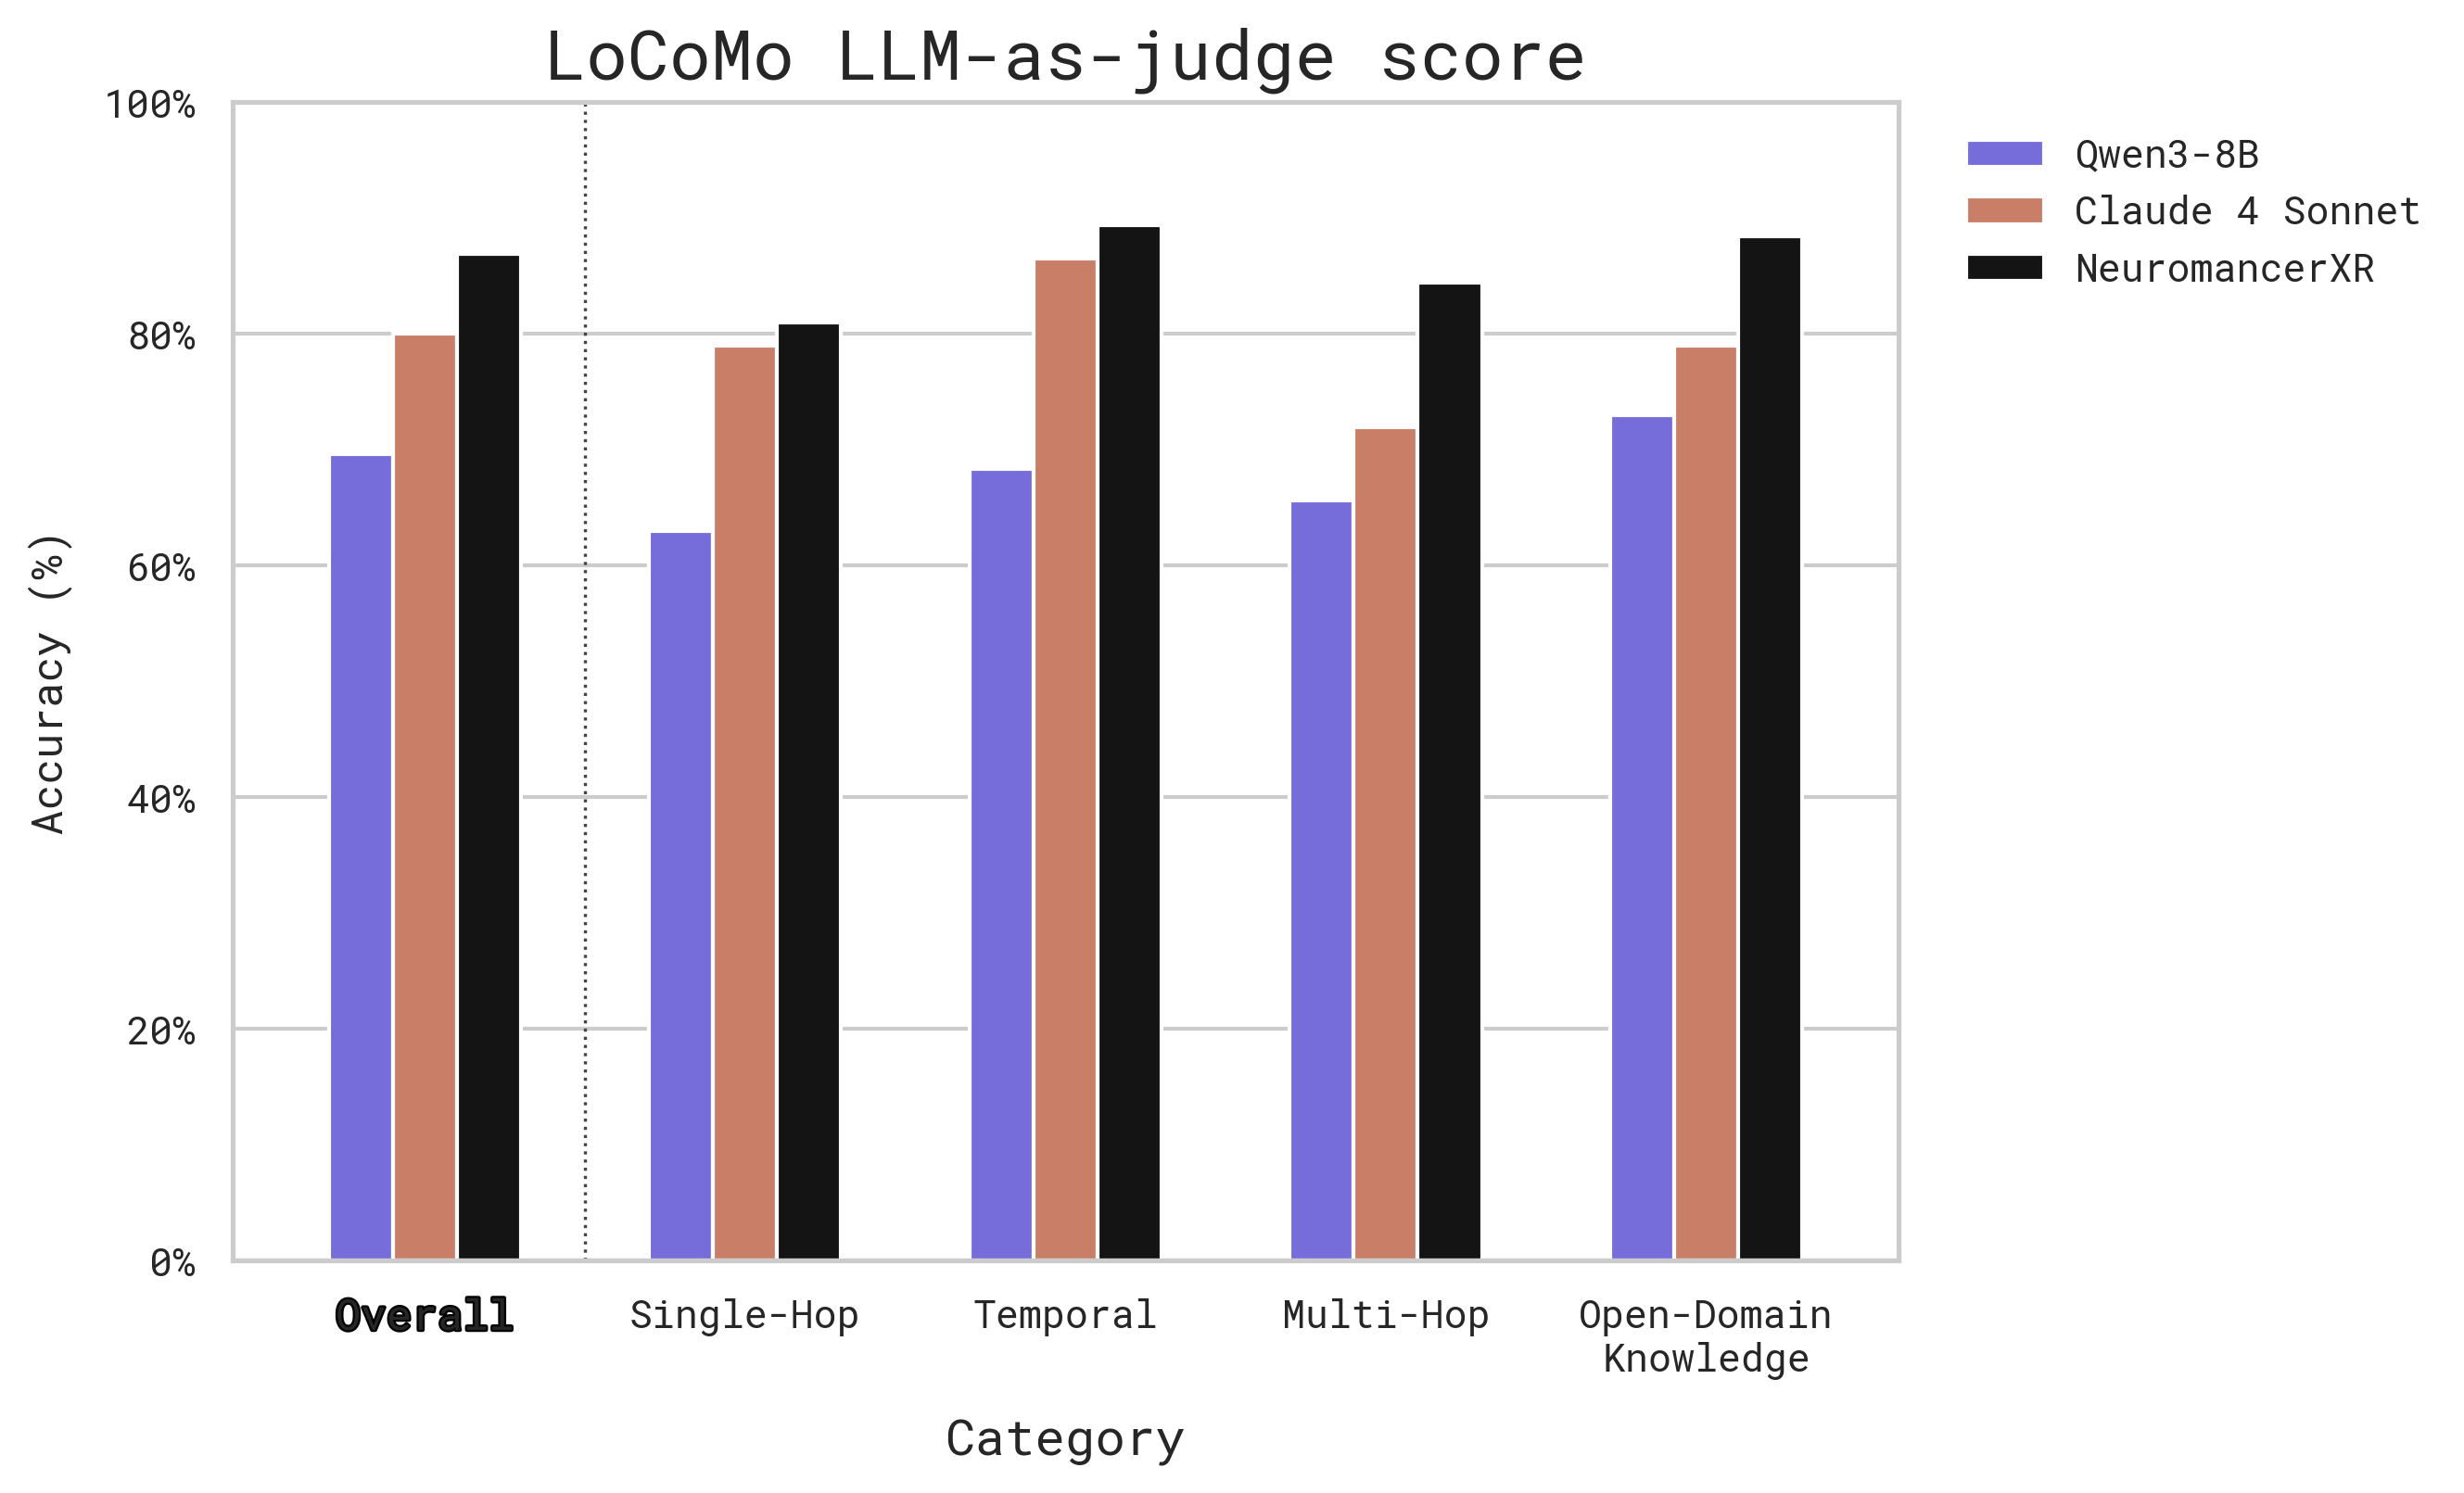 LoCoMo LLM-as-judge score
100%
80%
60%
40%
20%
0%
Accuracy (%)
Qwen3-8B
Claude 4 Sonnet
NeuromancerXR
Overall
Single-Hop
Temporal
Multi-Hop
Open-Domain
Knowledge
Category